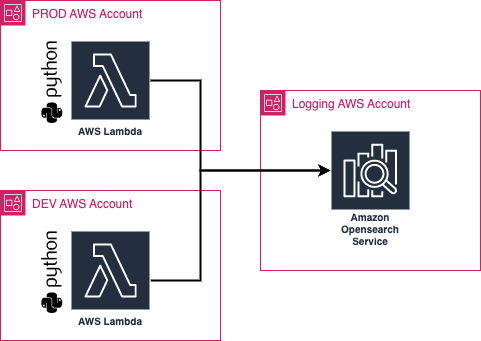 PROD AWS Account
python
AWS Lambda
Logging AWS Account
Amazon
Opensearch
Service
DEV AWS Account
python
AWS Lambda